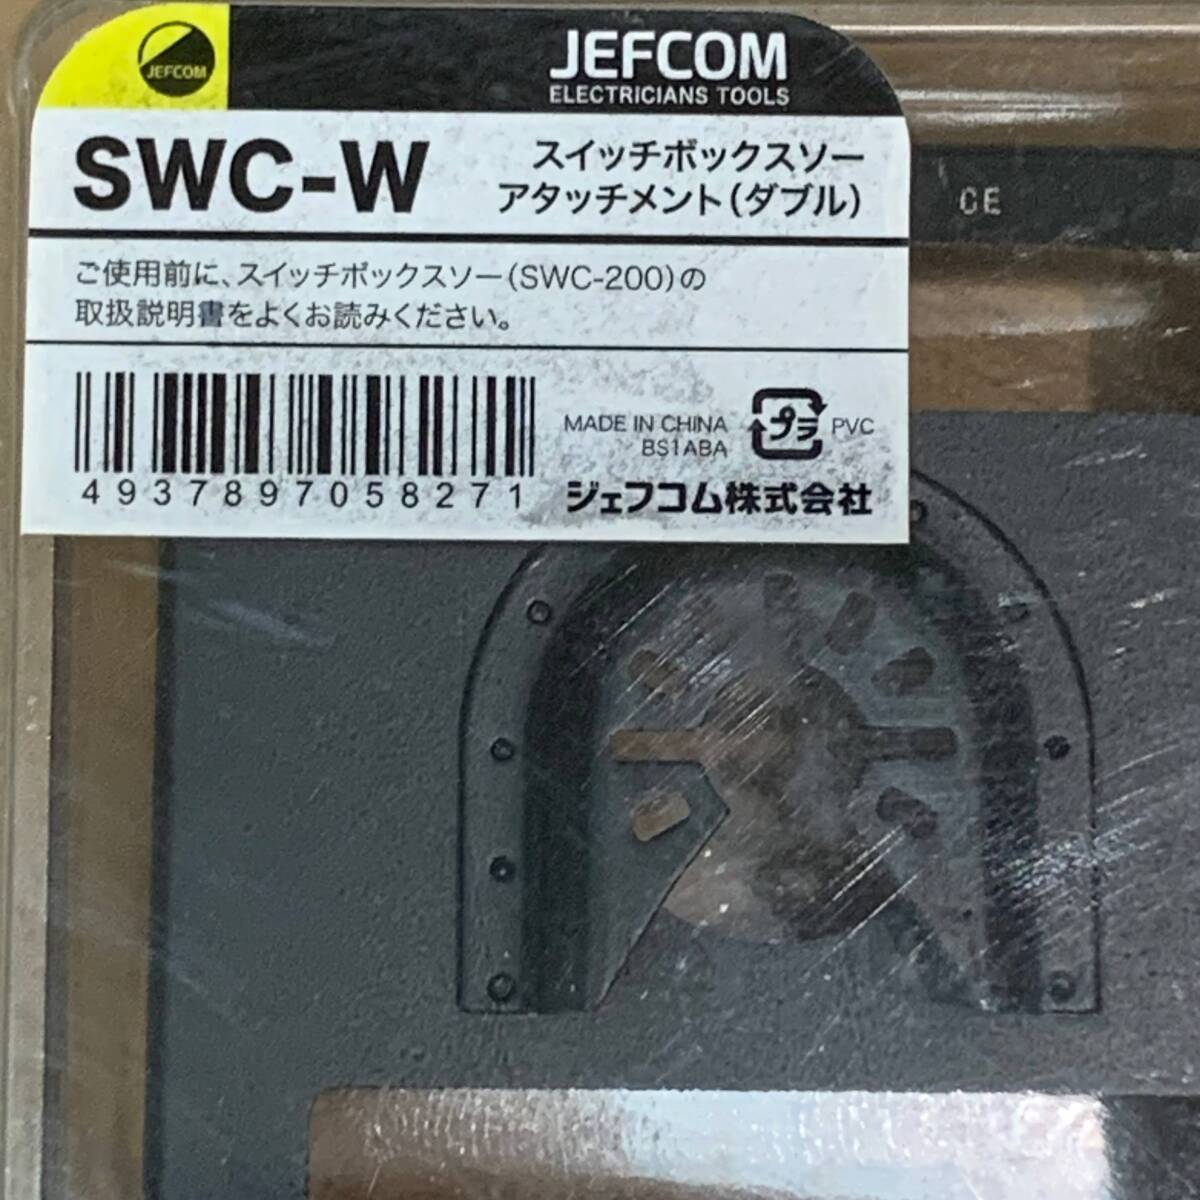 JEFCOM
JEFCOM
ELECTRICIANS TOOLS
SWC-W
スイッチボックスソー
アタッチメント(ダブル)
CE
ご使用前に、スイッチボックスソー(SWC-200)の
取扱説明書をよくお読みください。
MADE IN CHINA
BS1ABA
プラ
PVC
4937897058271
ジェフコム株式会社